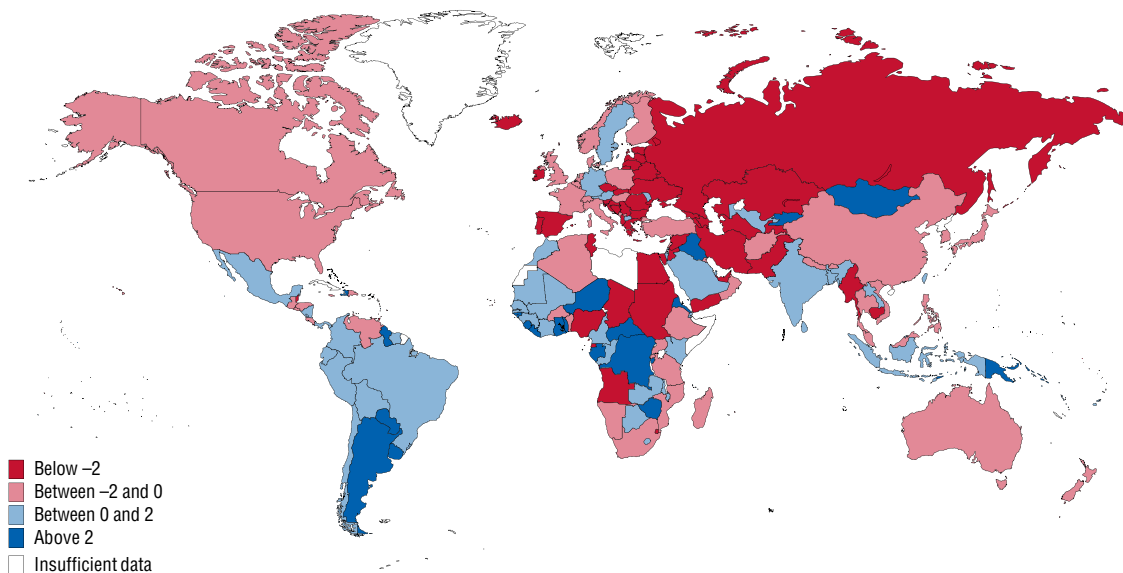 Below –2
Between –2 and 0
Between 0 and 2
Above 2
Insufficient data